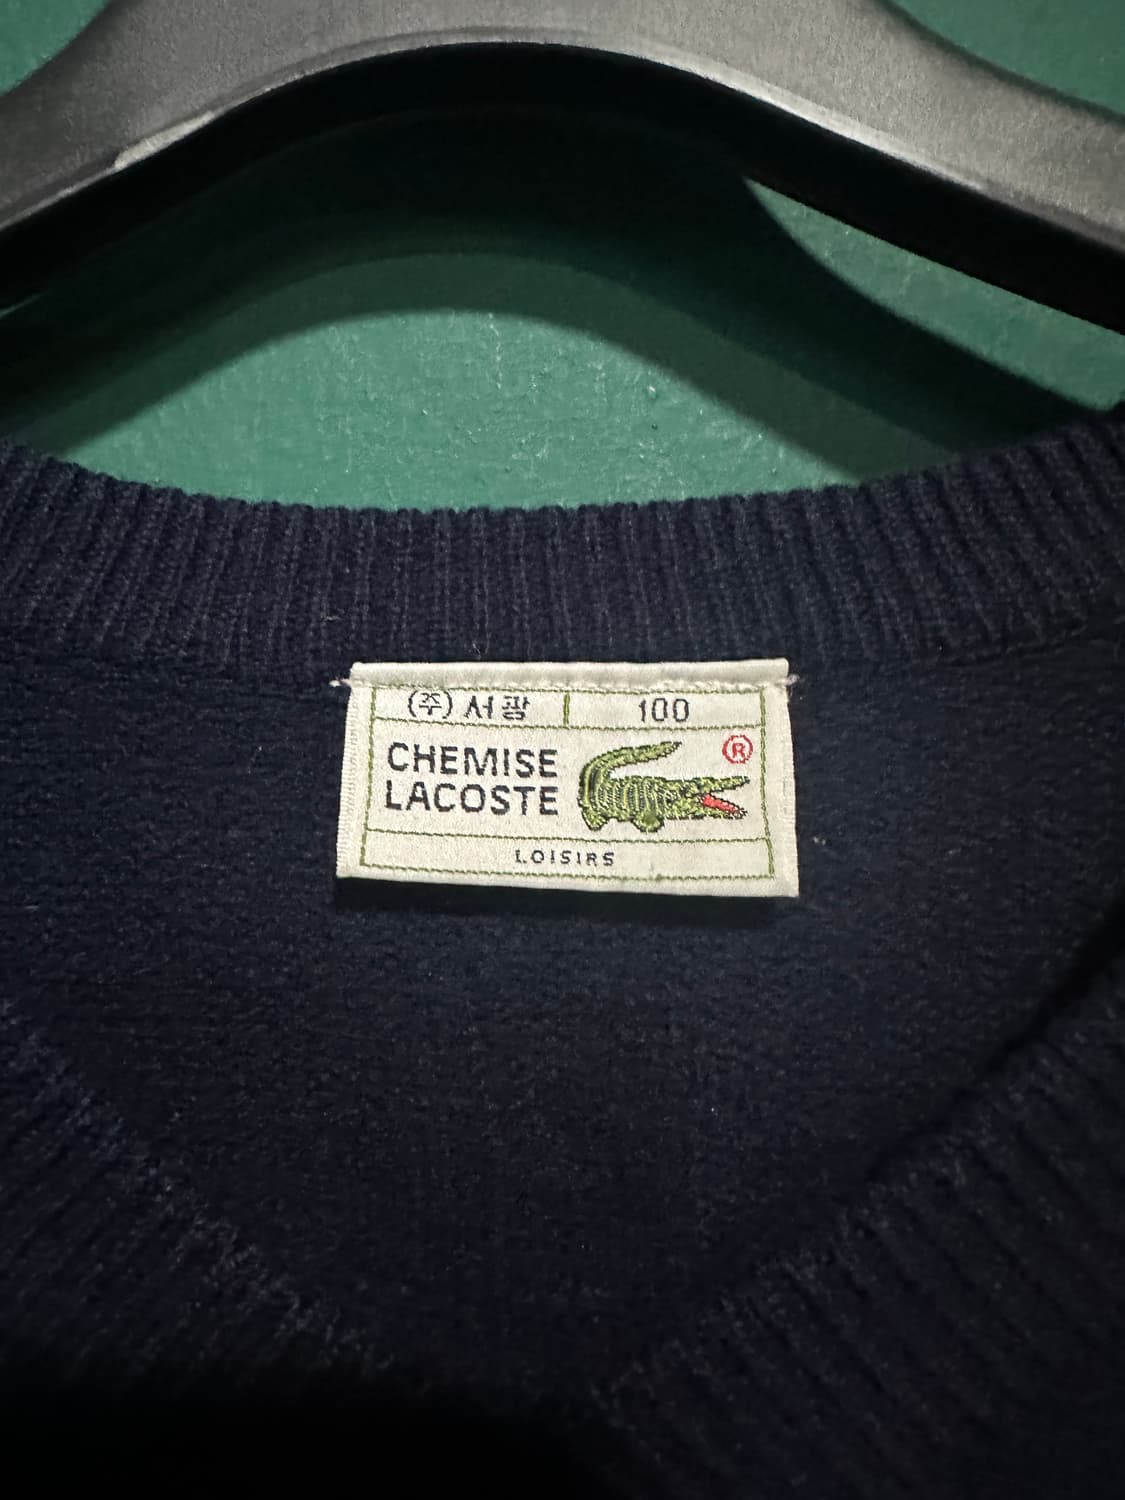 (주) 서광 100
CHEMISE
LACOSTE ®
LOISIRS